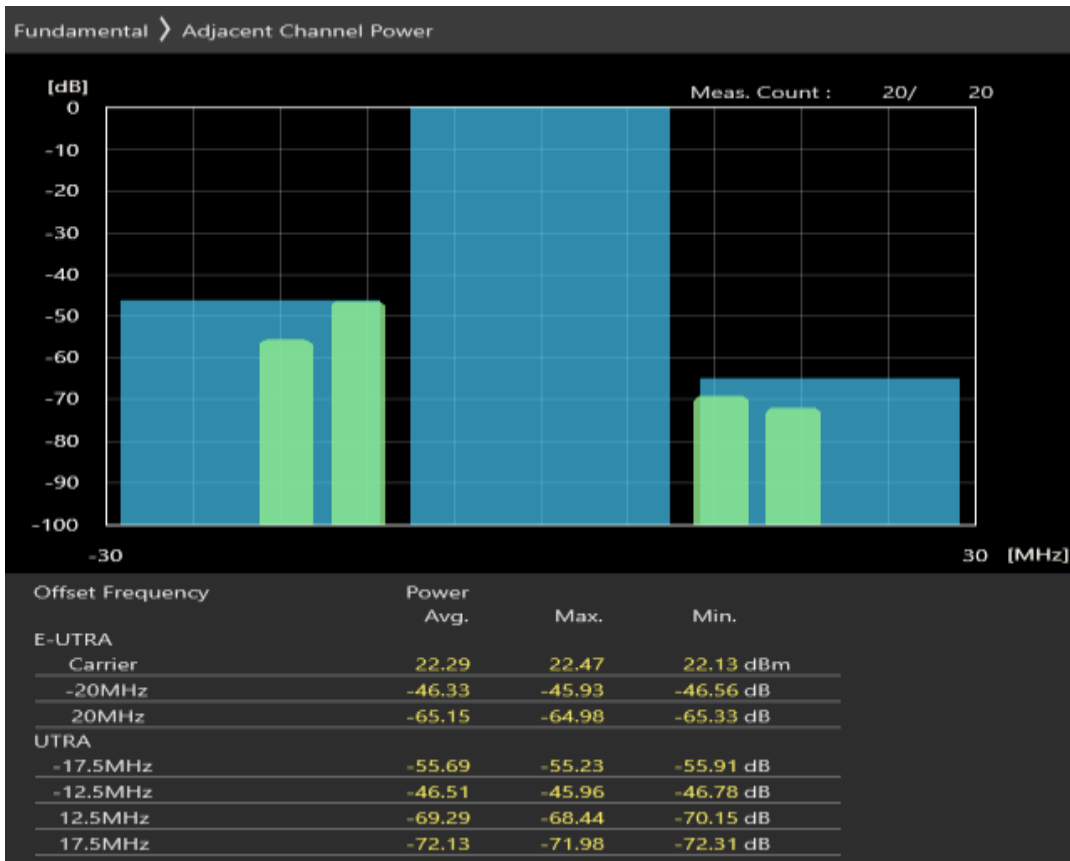 Fundamental ❯ Adjacent Channel Power
[dB]
Meas. Count : 20/ 20
0
-10
-20
-30
-40
-50
-60
-70
-80
-90
-100
-30 30 [MHz]
Offset Frequency Power
Avg. Max. Min.
E-UTRA
Carrier 22.29 22.47 22.13 dBm
-20MHz -46.33 -45.93 -46.56 dB
20MHz -65.15 -64.98 -65.33 dB
UTRA
-17.5MHz -55.69 -55.23 -55.91 dB
-12.5MHz -46.51 -45.96 -46.78 dB
12.5MHz -69.29 -68.44 -70.15 dB
17.5MHz -72.13 -71.98 -72.31 dB